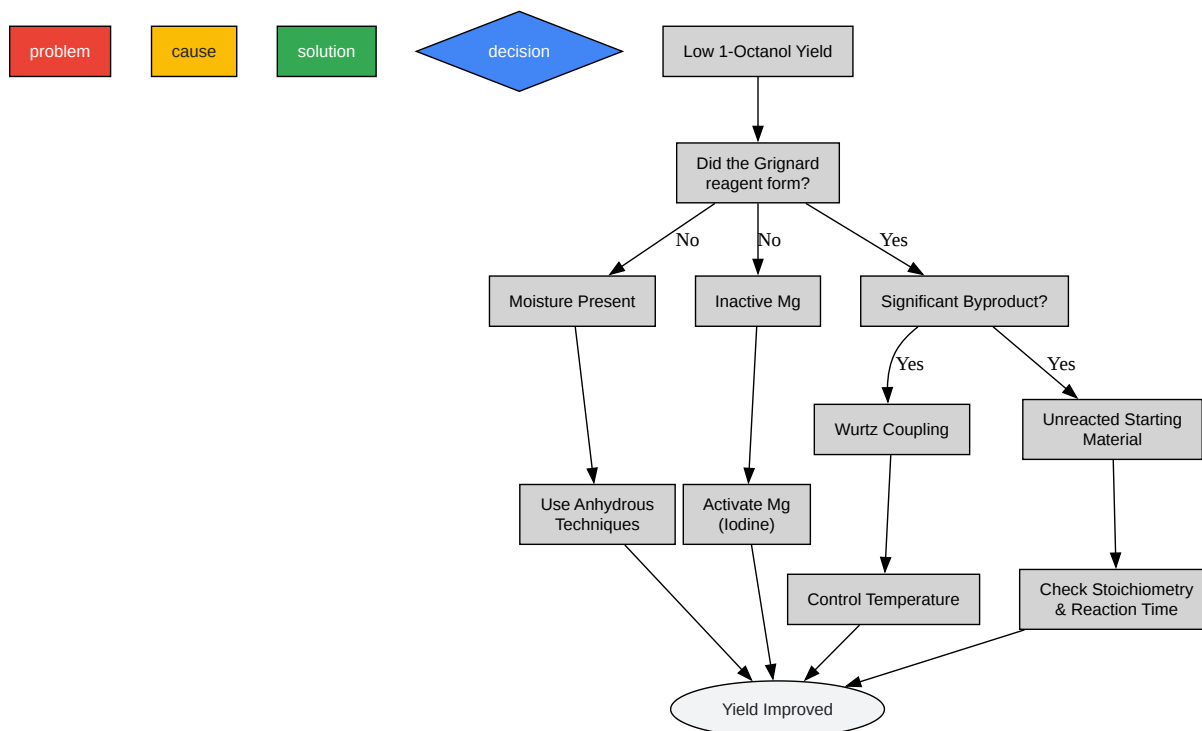 problem
cause
solution
decision
Low 1-Octanol Yield
Did the Grignard
reagent form?
No
No
Yes
Moisture Present
Inactive Mg
Significant Byproduct?
Yes
Yes
Wurtz Coupling
Unreacted Starting
Material
Use Anhydrous
Techniques
Activate Mg
(Iodine)
Control Temperature
Check Stoichiometry
& Reaction Time
Yield Improved